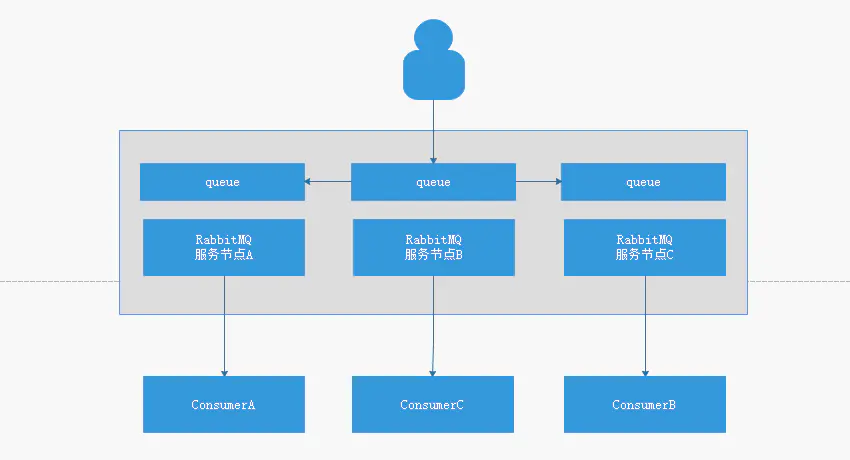 queue
queue
queue
RabbitMQ
服务节点A
RabbitMQ
服务节点B
RabbitMQ
服务节点C
ConsumerA
ConsumerC
ConsumerB